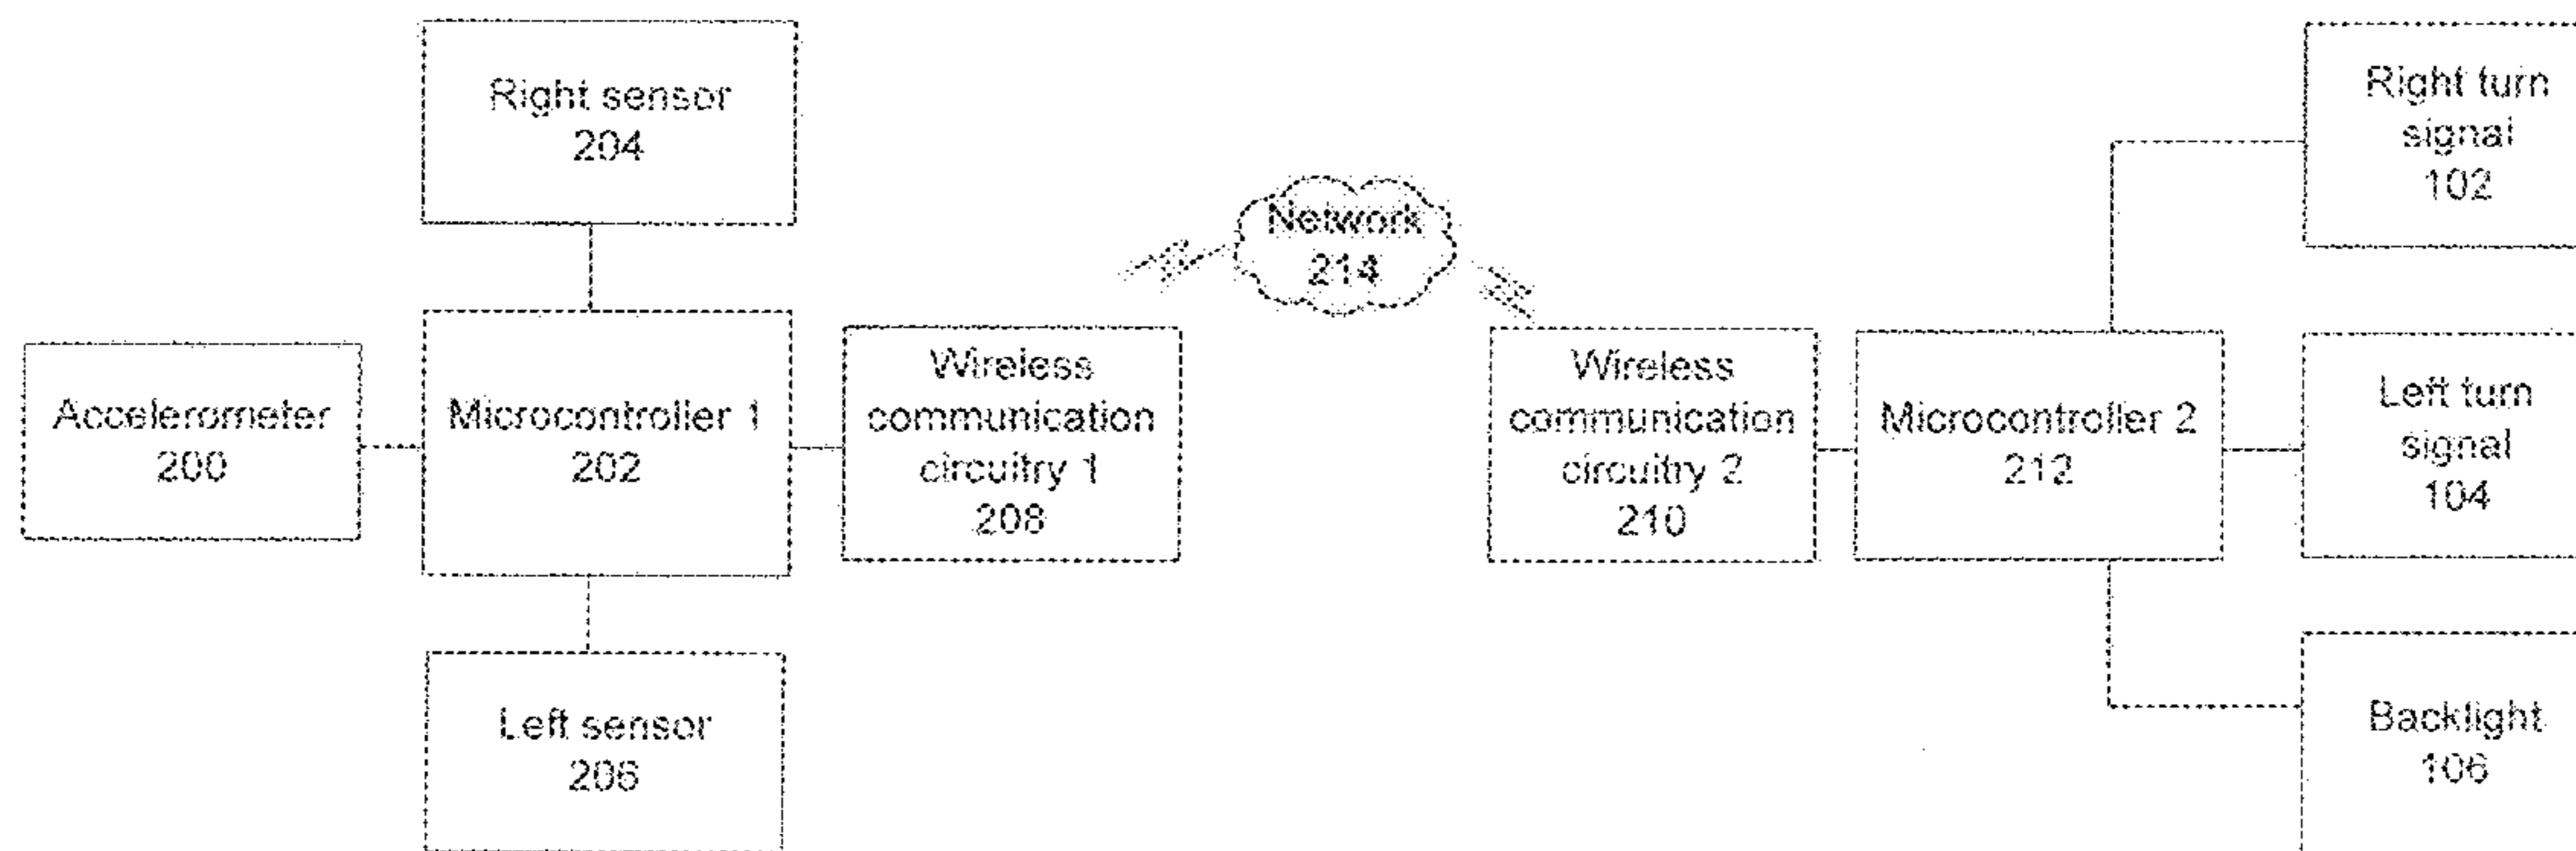 Right sensor
204
Right turn
signal
102
Network
214
Accelerometer
200
Microcontroller 1
202
Wireless
communication
circuitry 1
208
Wireless
communication
circuitry 2
210
Microcontroller 2
212
Left turn
signal
104
Left sensor
206
Backlight
106